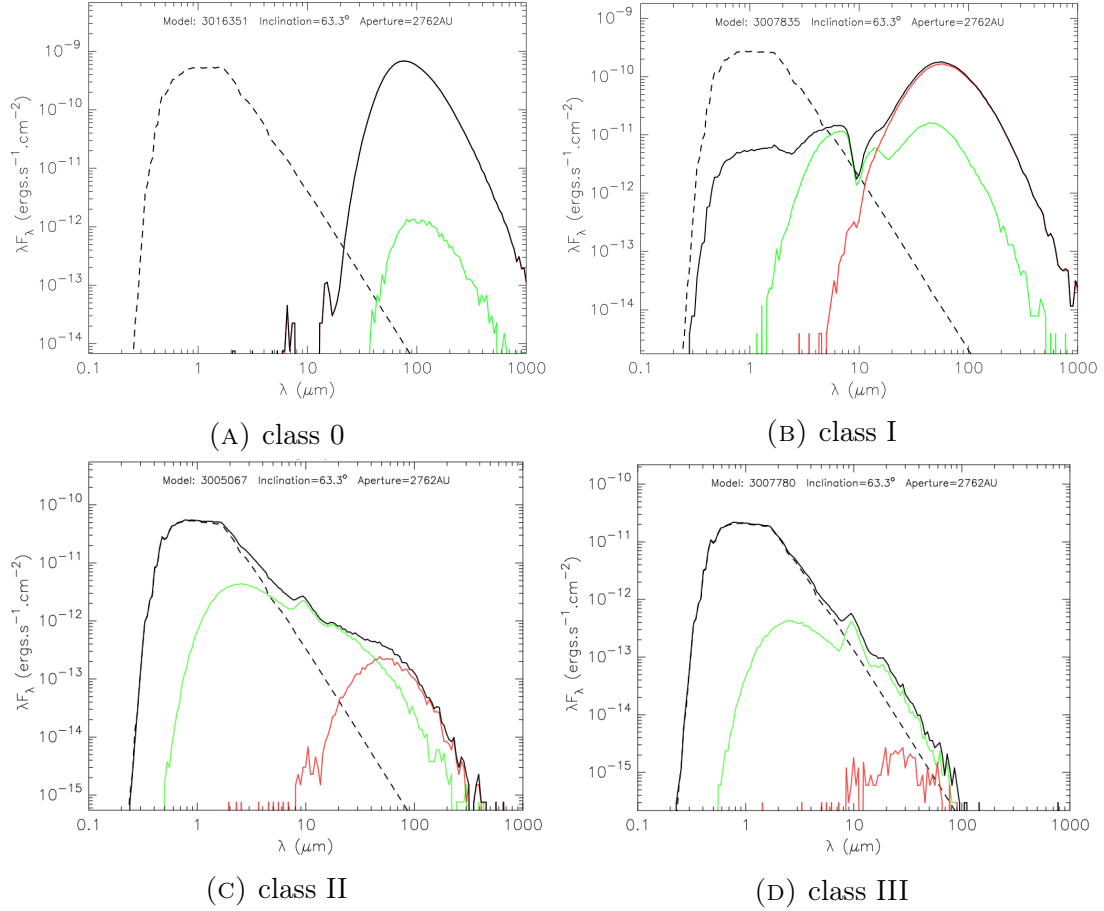 Model: 3016351 Inclination=63.3° Aperture=2762AU
10⁻⁹
10⁻¹⁰
10⁻¹¹
10⁻¹²
10⁻¹³
10⁻¹⁴
λFλ (ergs.s⁻¹.cm⁻²)
0.1 1 10 100 1000
λ (μm)
(A) class 0
Model: 3007835 Inclination=63.3° Aperture=2762AU
10⁻⁹
10⁻¹⁰
10⁻¹¹
10⁻¹²
10⁻¹³
10⁻¹⁴
λFλ (ergs.s⁻¹.cm⁻²)
0.1 1 10 100 1000
λ (μm)
(B) class I
Model: 3005067 Inclination=63.3° Aperture=2762AU
10⁻¹⁰
10⁻¹¹
10⁻¹²
10⁻¹³
10⁻¹⁴
10⁻¹⁵
λFλ (ergs.s⁻¹.cm⁻²)
0.1 1 10 100 1000
λ (μm)
(C) class II
Model: 3007780 Inclination=63.3° Aperture=2762AU
10⁻¹⁰
10⁻¹¹
10⁻¹²
10⁻¹³
10⁻¹⁴
10⁻¹⁵
λFλ (ergs.s⁻¹.cm⁻²)
0.1 1 10 100 1000
λ (μm)
(D) class III